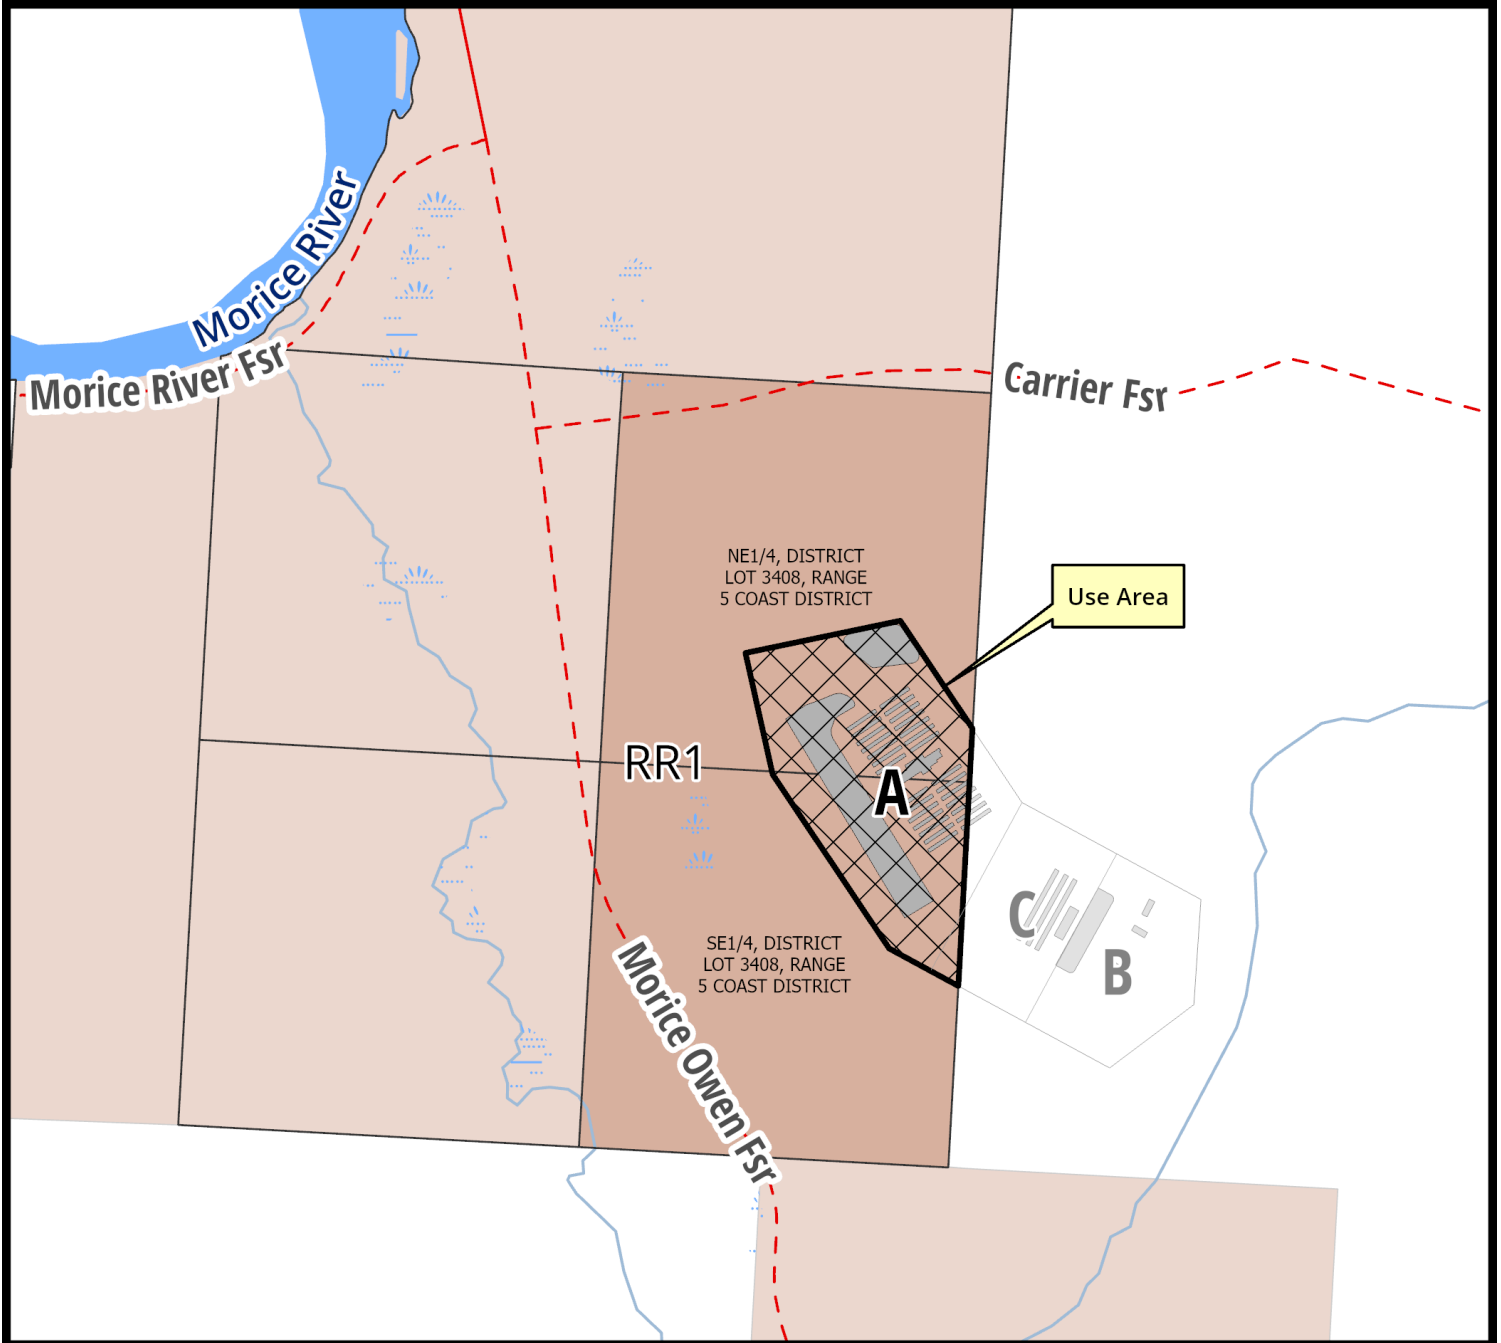 Morice River
Morice River Fsr
Carrier Fsr
NE1/4, DISTRICT
LOT 3408, RANGE
5 COAST DISTRICT
Use Area
RR1
A
C
B
SE1/4, DISTRICT
LOT 3408, RANGE
5 COAST DISTRICT
Morice Owen Fsr